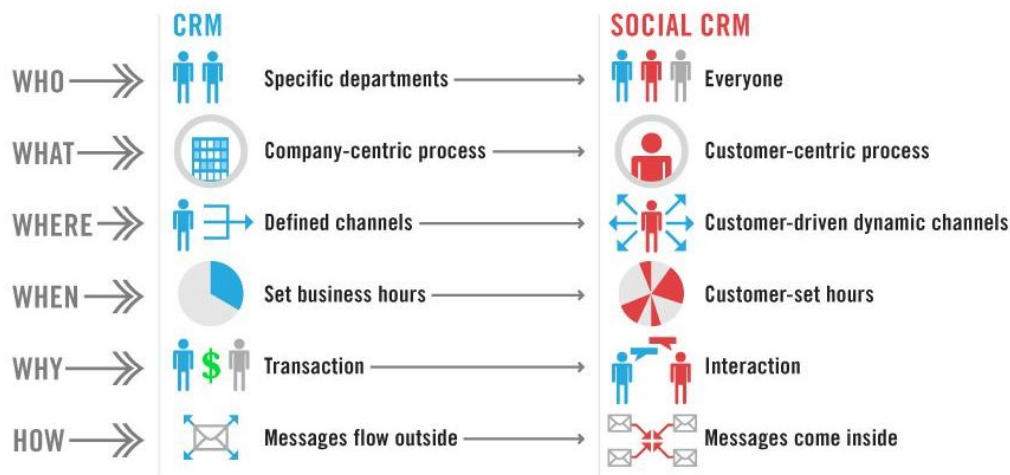 CRM SOCIAL CRM
WHO Specific departments Everyone
WHAT Company-centric process Customer-centric process
WHERE Defined channels Customer-driven dynamic channels
WHEN Set business hours Customer-set hours
WHY $ Transaction Interaction
HOW Messages flow outside Messages come inside